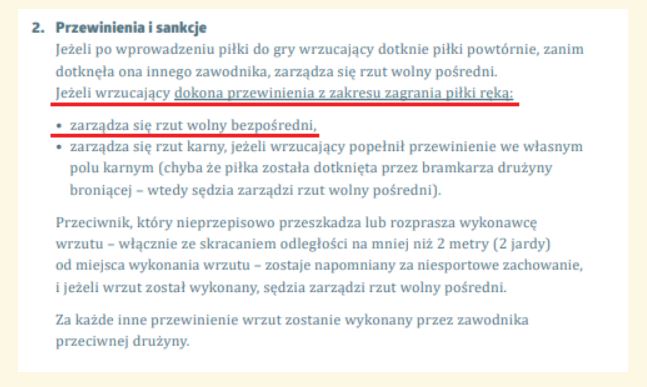 2. Przewinienia i sankcje
Jeżeli po wprowadzeniu piłki do gry wrzucający dotknie piłki powtórnie, zanim
dotknęła ona innego zawodnika, zarządza się rzut wolny pośredni.
Jeżeli wrzucający dokona przewinienia z zakresu zagrania piłki ręką:
• zarządza się rzut wolny bezpośredni,
• zarządza się rzut karny, jeżeli wrzucający popełnił przewinienie we własnym
polu karnym (chyba że piłka została dotknięta przez bramkarza drużyny
broniącej – wtedy sędzia zarządzi rzut wolny pośredni).
Przeciwnik, który nieprzepisowo przeszkadza lub rozprasza wykonawcę
wrzutu – włącznie ze skracaniem odległości na mniej niż 2 metry (2 jardy)
od miejsca wykonania wrzutu – zostaje napomniany za niesportowe zachowanie,
i jeżeli wrzut został wykonany, sędzia zarządzi rzut wolny pośredni.
Za każde inne przewinienie wrzut zostanie wykonany przez zawodnika
przeciwnej drużyny.